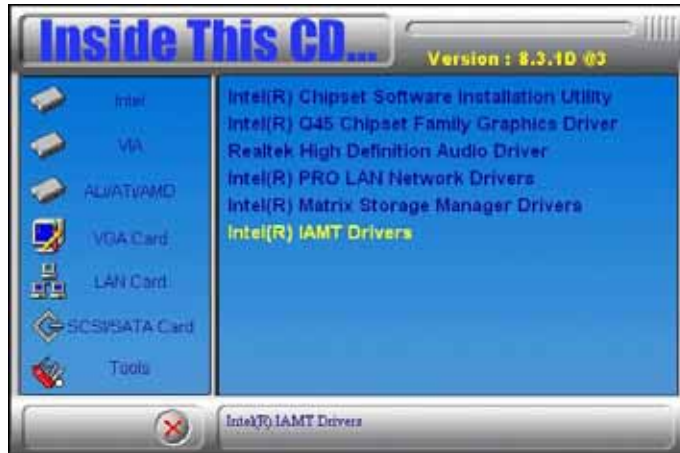 Inside This CD...
Version : 8.3.1D @3
Intel
VIA
ALi/ATi/AMD
VGA Card
LAN Card
SCSI/SATA Card
Tools
Intel(R) Chipset Software Installation Utility
Intel(R) Q45 Chipset Family Graphics Driver
Realtek High Definition Audio Driver
Intel(R) PRO LAN Network Drivers
Intel(R) Matrix Storage Manager Drivers
Intel(R) IAMT Drivers
Intel(R) IAMT Drivers